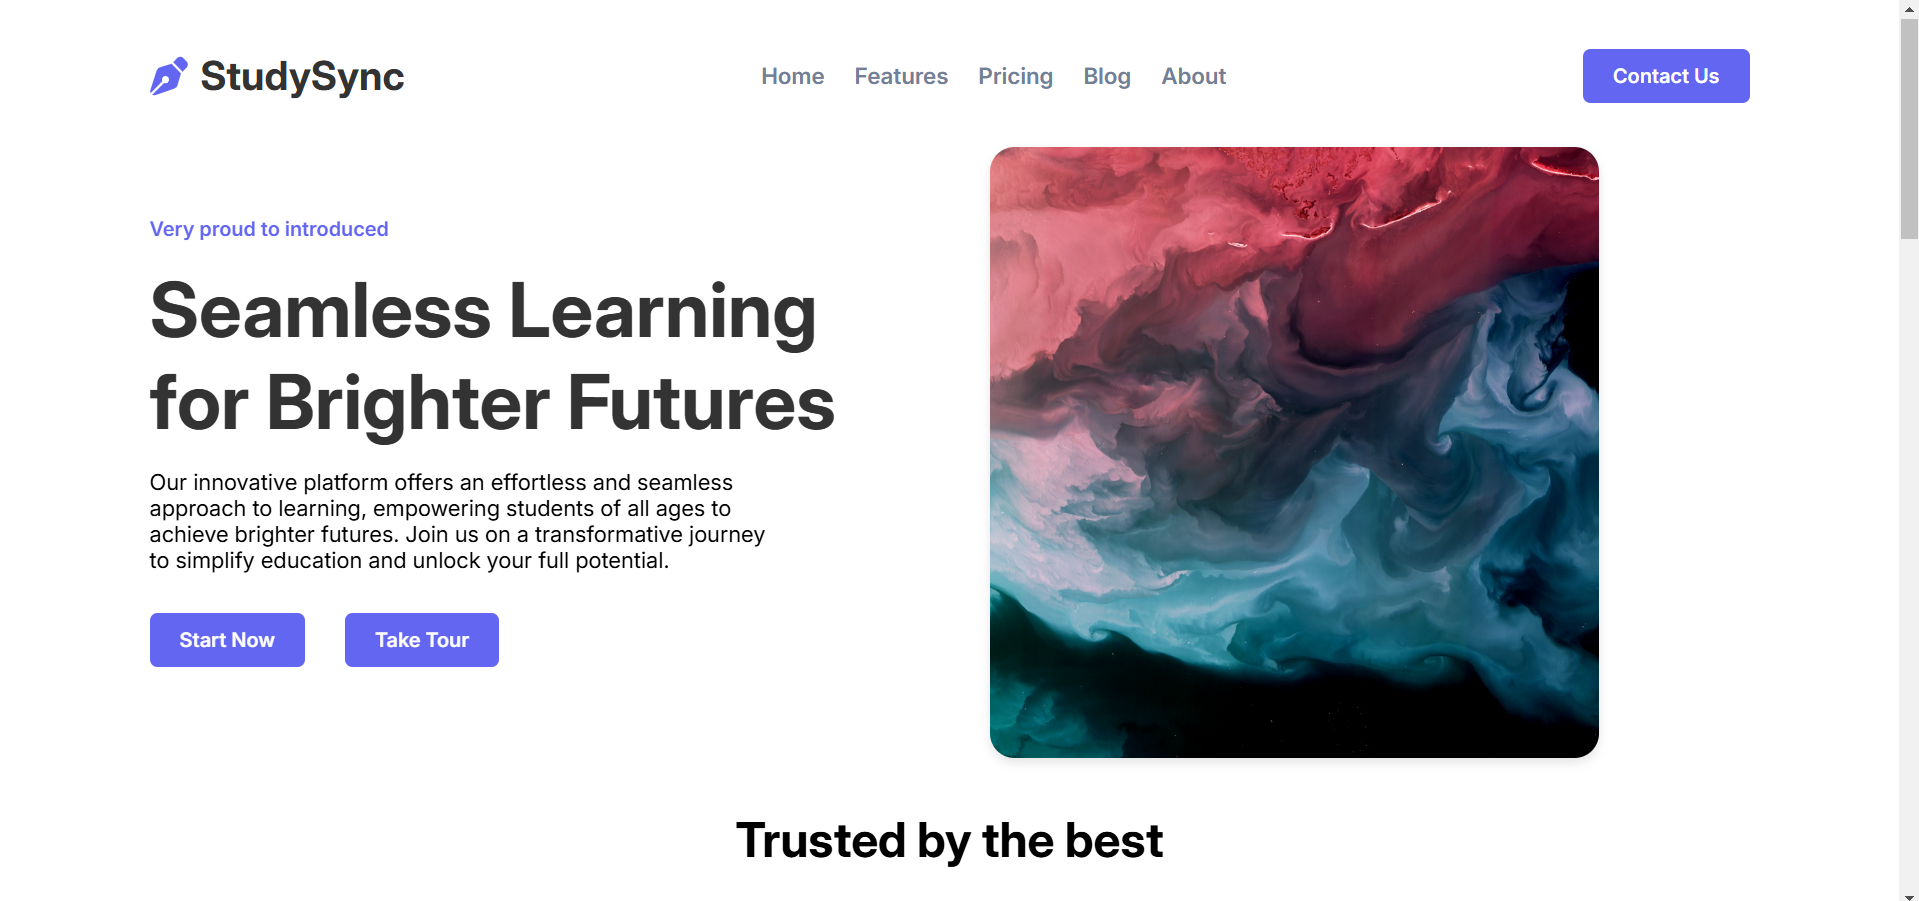 StudySync
Home Features Pricing Blog About
Contact Us
Very proud to introduced
Seamless Learning
for Brighter Futures
Our innovative platform offers an effortless and seamless
approach to learning, empowering students of all ages to
achieve brighter futures. Join us on a transformative journey
to simplify education and unlock your full potential.
Start Now Take Tour
Trusted by the best